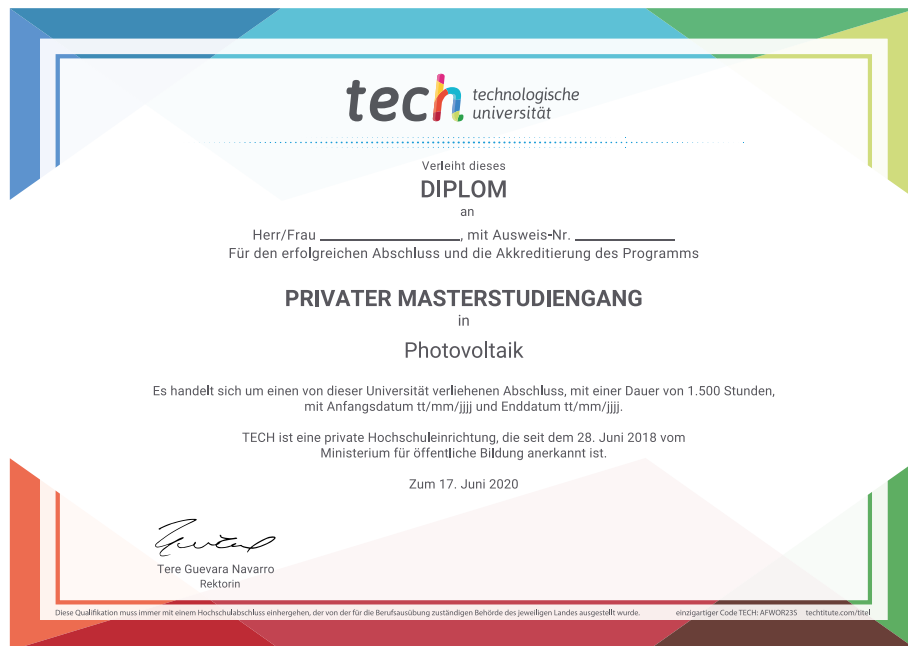 tech technologische
universität
Verleiht dieses
DIPLOM
an
Herr/Frau ________________, mit Ausweis-Nr. ____________
Für den erfolgreichen Abschluss und die Akkreditierung des Programms
PRIVATER MASTERSTUDIENGANG
in
Photovoltaik
Es handelt sich um einen von dieser Universität verliehenen Abschluss, mit einer Dauer von 1.500 Stunden,
mit Anfangsdatum tt/mm/jjjj und Enddatum tt/mm/jjjj.
TECH ist eine private Hochschuleinrichtung, die seit dem 28. Juni 2018 vom
Ministerium für öffentliche Bildung anerkannt ist.
Zum 17. Juni 2020
Tere Guevara Navarro
Rektorin
Diese Qualifikation muss immer mit einem Hochschulabschluss einhergehen, der von der für die Berufsausübung zuständigen Behörde des jeweiligen Landes ausgestellt wurde. einzigartiger Code TECH: AFWOR23S techtitute.com/titel